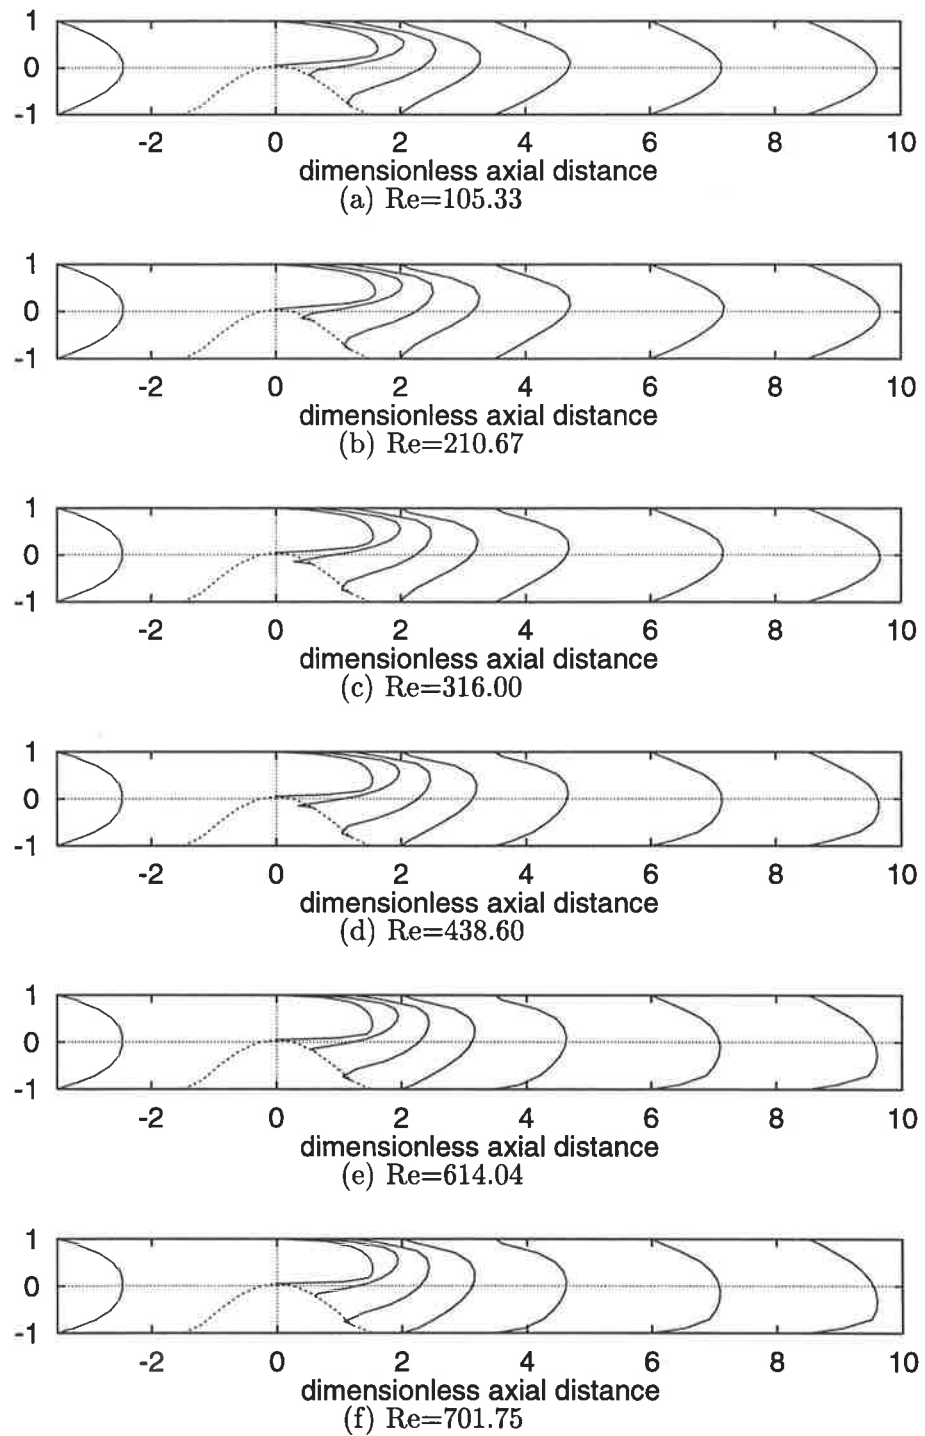 1
0
-1
-2 0 2 4 6 8 10
dimensionless axial distance
(a) Re=105.33
1
0
-1
-2 0 2 4 6 8 10
dimensionless axial distance
(b) Re=210.67
1
0
-1
-2 0 2 4 6 8 10
dimensionless axial distance
(c) Re=316.00
1
0
-1
-2 0 2 4 6 8 10
dimensionless axial distance
(d) Re=438.60
1
0
-1
-2 0 2 4 6 8 10
dimensionless axial distance
(e) Re=614.04
1
0
-1
-2 0 2 4 6 8 10
dimensionless axial distance
(f) Re=701.75